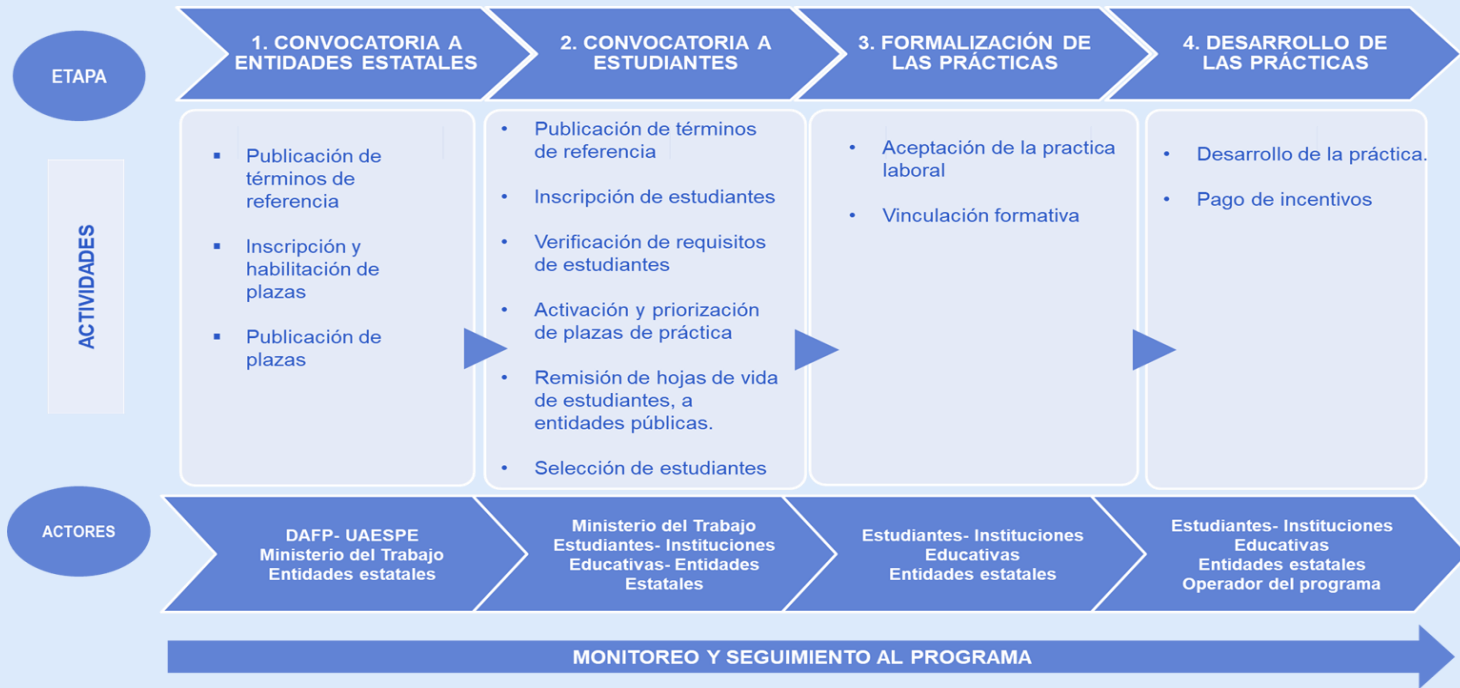 ETAPA
1. CONVOCATORIA A
ENTIDADES ESTATALES
2. CONVOCATORIA A
ESTUDIANTES
3. FORMALIZACIÓN DE
LAS PRÁCTICAS
4. DESARROLLO DE
LAS PRÁCTICAS
ACTIVIDADES
▪ Publicación de
términos de
referencia
▪ Inscripción y
habilitación de
plazas
▪ Publicación de
plazas
• Publicación de términos
de referencia
• Inscripción de estudiantes
• Verificación de requisitos
de estudiantes
• Activación y priorización
de plazas de práctica
• Remisión de hojas de vida
de estudiantes, a
entidades públicas.
• Selección de estudiantes
• Aceptación de la practica
laboral
• Vinculación formativa
• Desarrollo de la práctica.
• Pago de incentivos
ACTORES
DAFP- UAESPE
Ministerio del Trabajo
Entidades estatales
Ministerio del Trabajo
Estudiantes- Instituciones
Educativas- Entidades
Estatales
Estudiantes- Instituciones
Educativas
Entidades estatales
Estudiantes- Instituciones
Educativas
Entidades estatales
Operador del programa
MONITOREO Y SEGUIMIENTO AL PROGRAMA